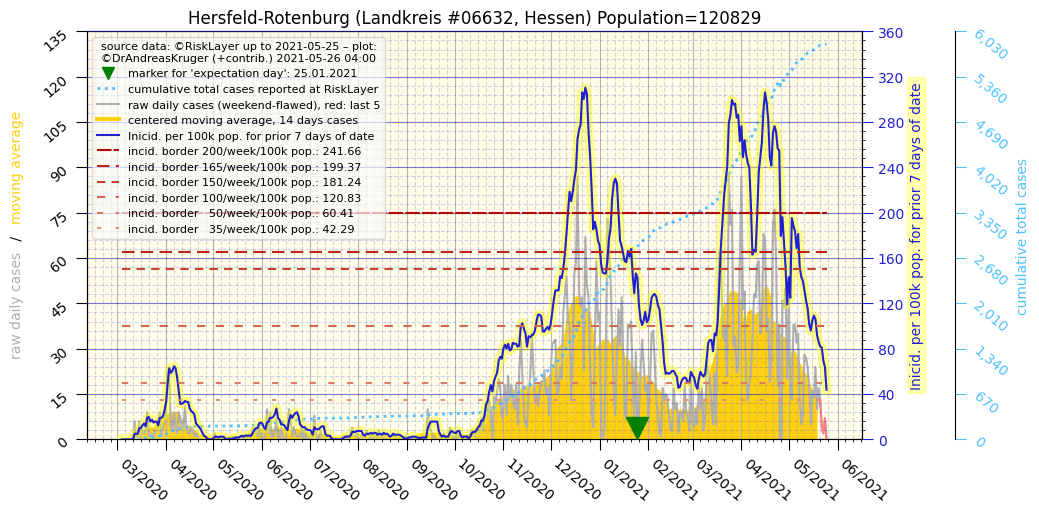 Hersfeld-Rotenburg (Landkreis #06632, Hessen) Population=120829
source data: ©RiskLayer up to 2021-05-25 – plot:
©DrAndreasKruger (+contrib.) 2021-05-26 04:00
marker for 'expectation day': 25.01.2021
cumulative total cases reported at RiskLayer
raw daily cases (weekend-flawed), red: last 5
centered moving average, 14 days cases
Inicid. per 100k pop. for prior 7 days of date
incid. border 200/week/100k pop.: 241.66
incid. border 165/week/100k pop.: 199.37
incid. border 150/week/100k pop.: 181.24
incid. border 100/week/100k pop.: 120.83
incid. border 50/week/100k pop.: 60.41
incid. border 35/week/100k pop.: 42.29
raw daily cases / moving average
135
120
105
90
75
60
45
30
15
0
03/2020
04/2020
05/2020
06/2020
07/2020
08/2020
09/2020
10/2020
11/2020
12/2020
01/2021
02/2021
03/2021
04/2021
05/2021
06/2021
360
320
280
240
200
160
120
80
40
0
Inicid. per 100k pop. for prior 7 days of date
6,030
5,360
4,690
4,020
3,350
2,680
2,010
1,340
670
0
cumulative total cases